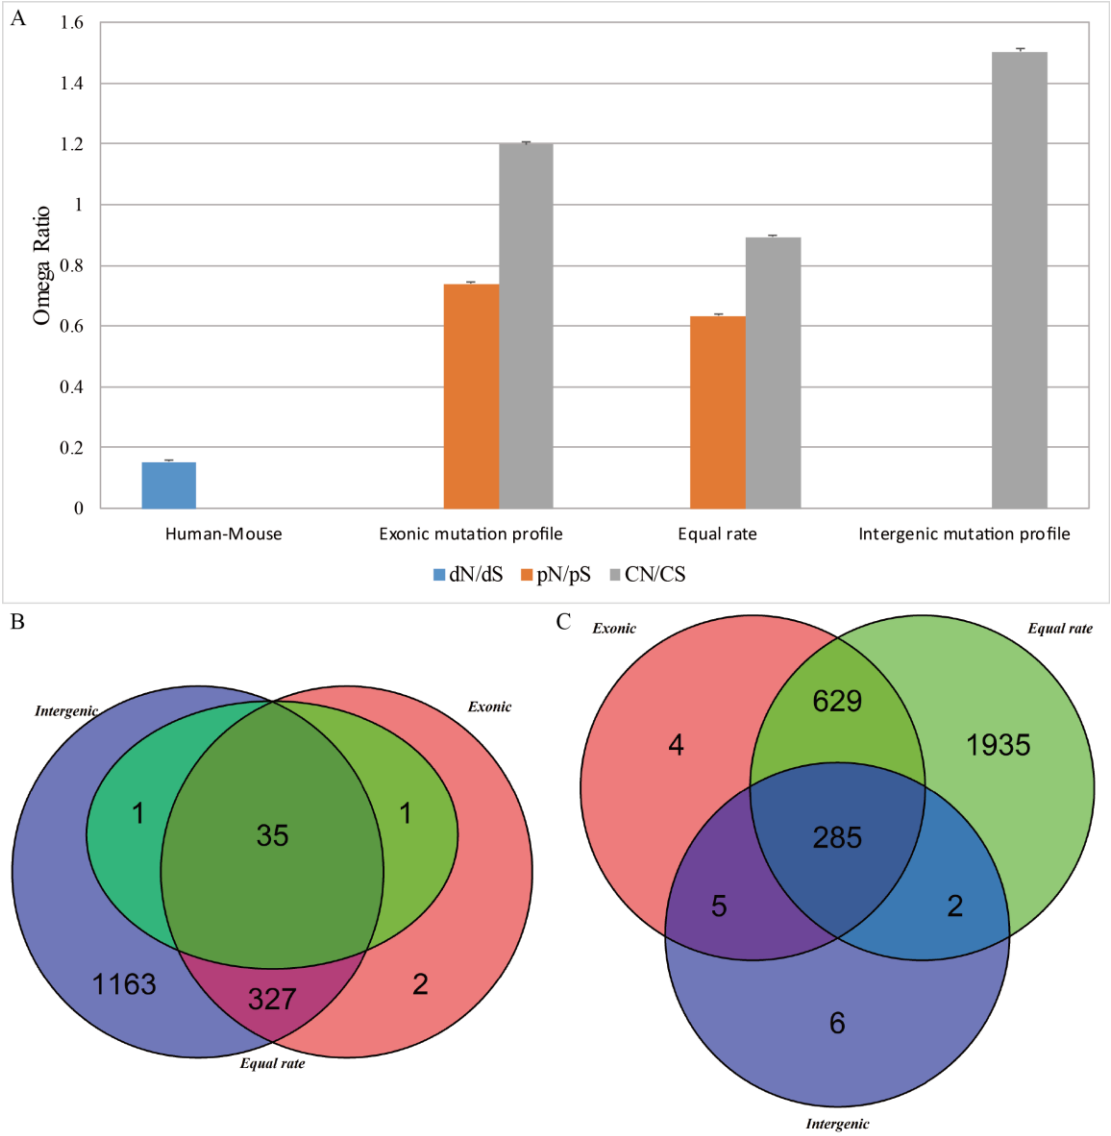 A
1.6
1.4
1.2
1
0.8
0.6
0.4
0.2
0
Omega Ratio
Human-Mouse Exonic mutation profile Equal rate Intergenic mutation profile
dN/dS pN/pS CN/CS
B
Intergenic
Exonic
1
35
1
1163
327
2
Equal rate
C
Exonic
Equal rate
629
4
1935
285
5
2
6
Intergenic